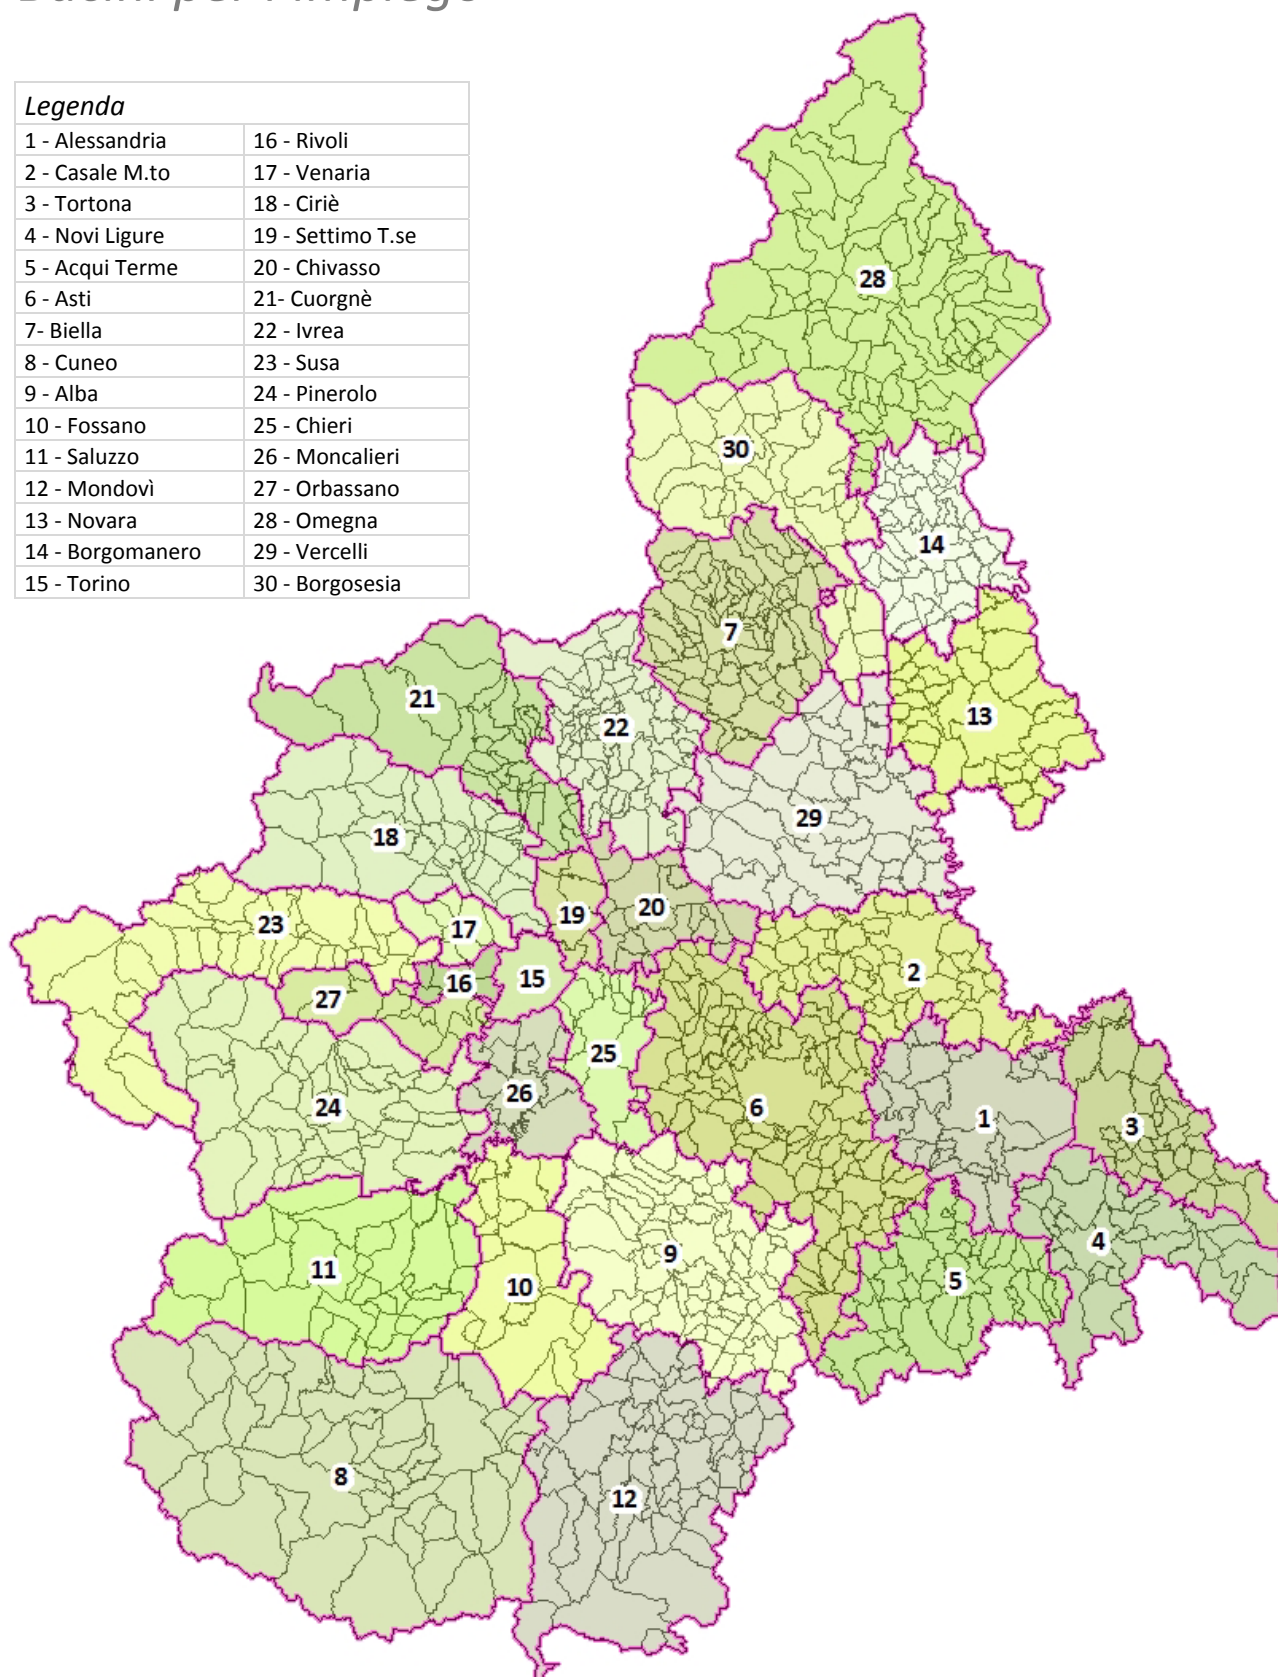 Bacini per l'impiego
Legenda
1 - Alessandria 16 - Rivoli
2 - Casale M.to 17 - Venaria
3 - Tortona 18 - Ciriè
4 - Novi Ligure 19 - Settimo T.se
5 - Acqui Terme 20 - Chivasso
6 - Asti 21- Cuorgnè
7- Biella 22 - Ivrea
8 - Cuneo 23 - Susa
9 - Alba 24 - Pinerolo
10 - Fossano 25 - Chieri
11 - Saluzzo 26 - Moncalieri
12 - Mondovì 27 - Orbassano
13 - Novara 28 - Omegna
14 - Borgomanero 29 - Vercelli
15 - Torino 30 - Borgosesia
28
30
14
7
21
13
22
29
18
20
19
23
17
2
15
16
27
25
26
24
6
1
3
4
9
11
5
10
8
12